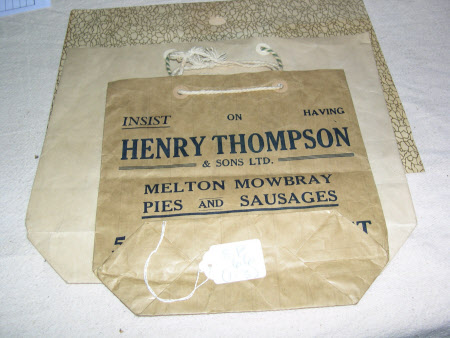 INSIST ON HAVING
HENRY THOMPSON
& SONS LTD.
MELTON MOWBRAY
PIES AND SAUSAGES